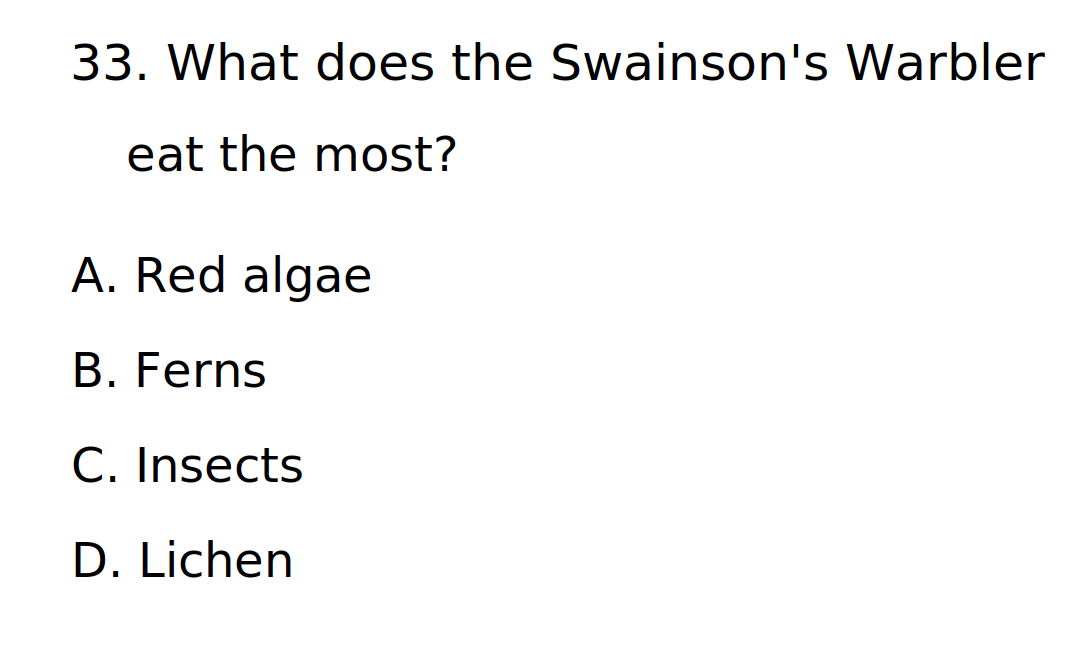 33. What does the Swainson's Warbler
eat the most?
A. Red algae
B. Ferns
C. Insects
D. Lichen